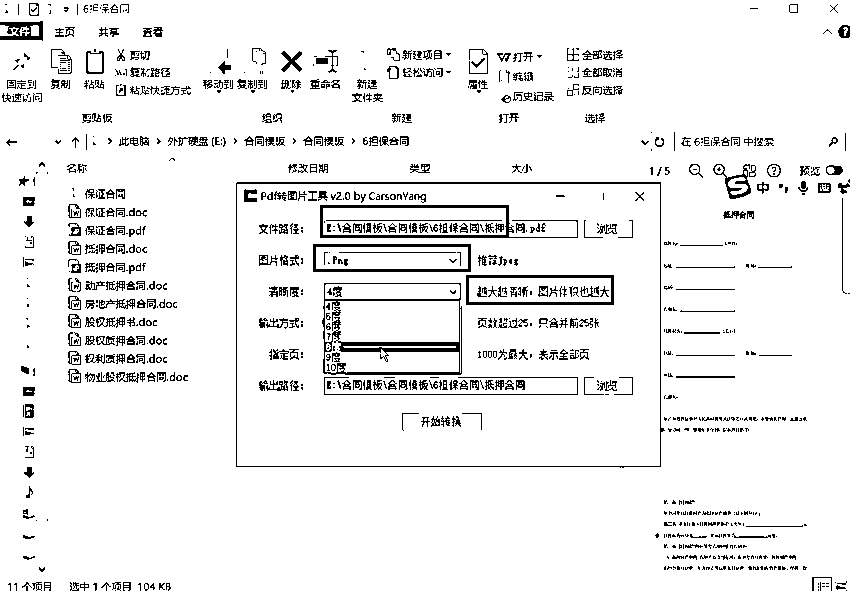 6担保合同
文件 主页 共享 查看
固定到
快速访问
复制
粘贴
剪切
复制路径
粘贴快捷方式
剪贴板
移动到
复制到
删除
重命名
组织
新建
文件夹
新建项目
轻松访问
新建
属性
打开
编辑
历史记录
打开
全部选择
全部取消
反向选择
选择
此电脑 外扩硬盘 (E:) 合同模板 合同模板 6担保合同
在 6担保合同 中搜索
名称 修改日期 类型 大小
1 / 5
预览
保证合同
保证合同.doc
保证合同.pdf
抵押合同.doc
抵押合同.pdf
动产抵押合同.doc
房地产抵押合同.doc
股权抵押书.doc
股权质押合同.doc
权利质押合同.doc
物业股权抵押合同.doc
Pdf转图片工具 v2.0 by CarsonYang
文件路径: E:\合同模板\合同模板\6担保合同\抵押合同.pdf 浏览
图片格式: .Png 推荐Jpeg
清晰度: 4度 越大越清晰，图片体积也越大
4度
5度
6度
7度
9度
10度
输出方式: 页数超过25，只合并前25张
指定页: 1000为最大，表示全部页
输出路径: E:\合同模板\合同模板\6担保合同\抵押合同 浏览
开始转换
中
抵押合同
11 个项目 选中 1 个项目 104 KB